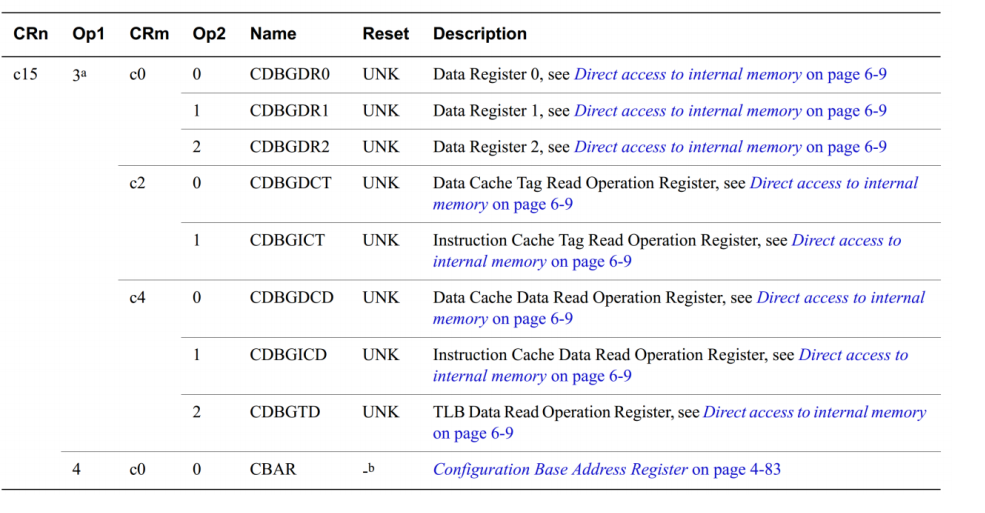 CRn Op1 CRm Op2 Name Reset Description
c15 3a c0 0 CDBGDR0 UNK Data Register 0, see Direct access to internal memory on page 6-9
1 CDBGDR1 UNK Data Register 1, see Direct access to internal memory on page 6-9
2 CDBGDR2 UNK Data Register 2, see Direct access to internal memory on page 6-9
c2 0 CDBGDCT UNK Data Cache Tag Read Operation Register, see Direct access to internal
memory on page 6-9
1 CDBGICT UNK Instruction Cache Tag Read Operation Register, see Direct access to
internal memory on page 6-9
c4 0 CDBGDCD UNK Data Cache Data Read Operation Register, see Direct access to internal
memory on page 6-9
1 CDBGICD UNK Instruction Cache Data Read Operation Register, see Direct access to
internal memory on page 6-9
2 CDBGTD UNK TLB Data Read Operation Register, see Direct access to internal memory
on page 6-9
4 c0 0 CBAR -b Configuration Base Address Register on page 4-83